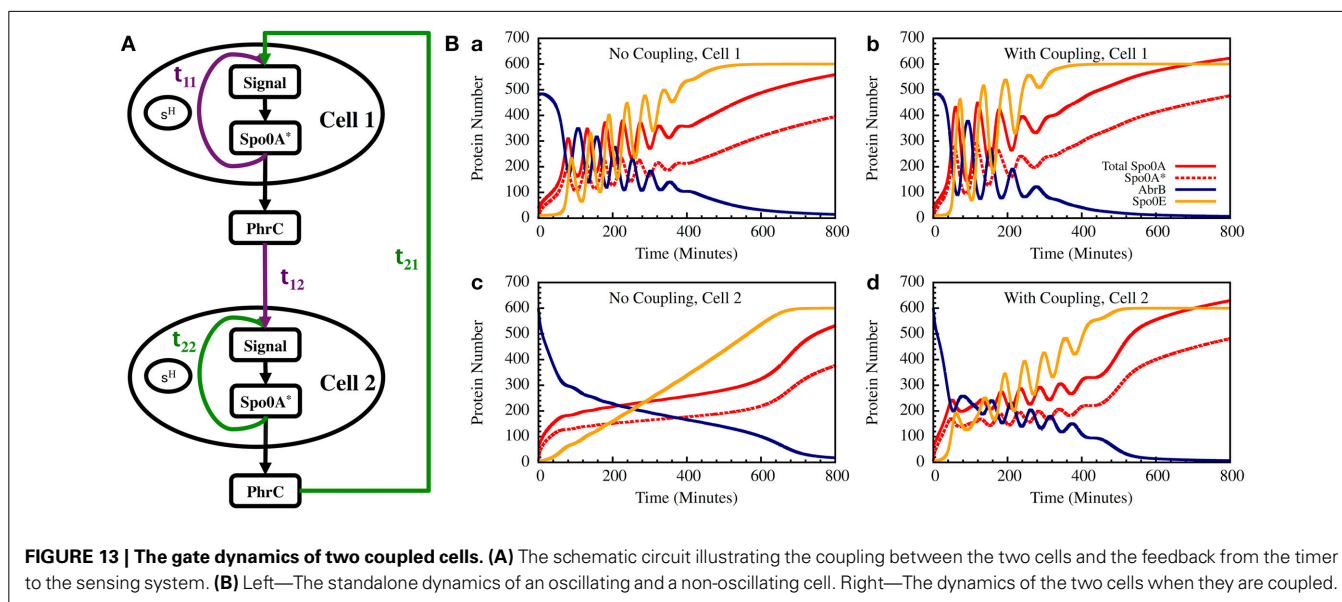 A
t11
Signal
sH
Cell 1
Spo0A*
PhrC
t12
t21
t22
Signal
sH
Cell 2
Spo0A*
PhrC
B
a
No Coupling, Cell 1
Protein Number
700
600
500
400
300
200
100
0
0 200 400 600 800
Time (Minutes)
b
With Coupling, Cell 1
Protein Number
700
600
500
400
300
200
100
0
Total Spo0A
Spo0A*
AbrB
Spo0E
0 200 400 600 800
Time (Minutes)
c
No Coupling, Cell 2
Protein Number
700
600
500
400
300
200
100
0
0 200 400 600 800
Time (Minutes)
d
With Coupling, Cell 2
Protein Number
700
600
500
400
300
200
100
0
0 200 400 600 800
Time (Minutes)
FIGURE 13 | The gate dynamics of two coupled cells. (A) The schematic circuit illustrating the coupling between the two cells and the feedback from the timer
to the sensing system. (B) Left—The standalone dynamics of an oscillating and a non-oscillating cell. Right—The dynamics of the two cells when they are coupled.